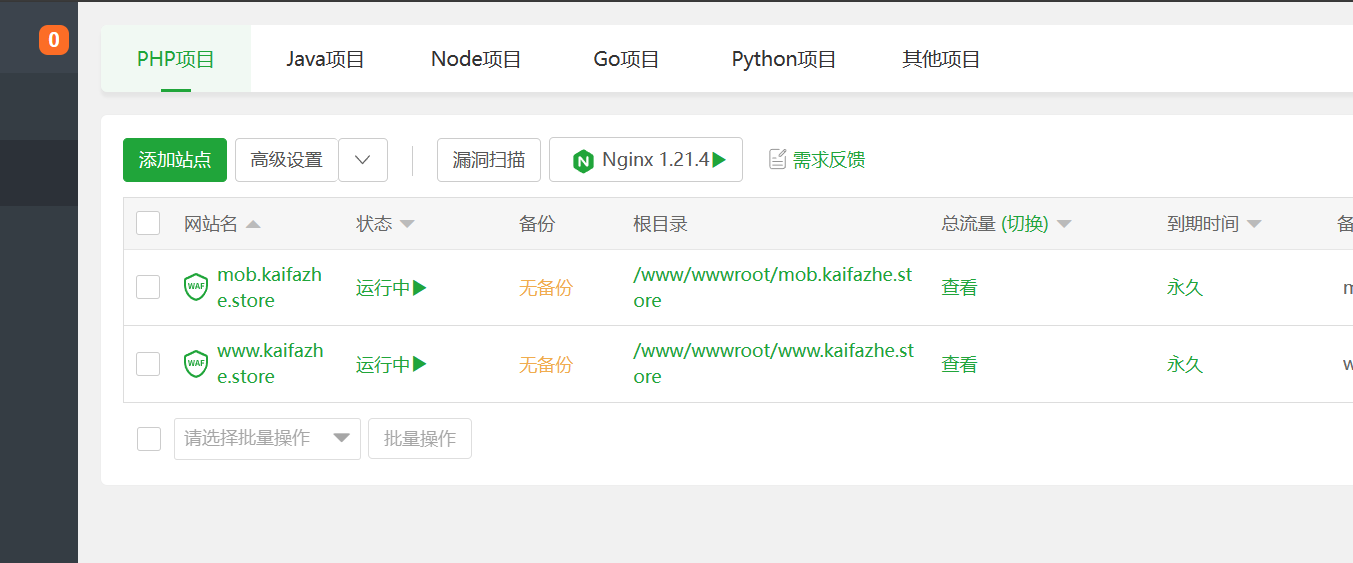 0
PHP项目 Java项目 Node项目 Go项目 Python项目 其他项目
添加站点 高级设置 漏洞扫描 N Nginx 1.21.4 需求反馈
网站名 状态 备份 根目录 总流量 (切换) 到期时间 备
WAF mob.kaifazh
e.store 运行中 无备份 /www/wwwroot/mob.kaifazhe.st
ore 查看 永久
WAF www.kaifazh
e.store 运行中 无备份 /www/wwwroot/www.kaifazhe.st
ore 查看 永久
请选择批量操作 批量操作